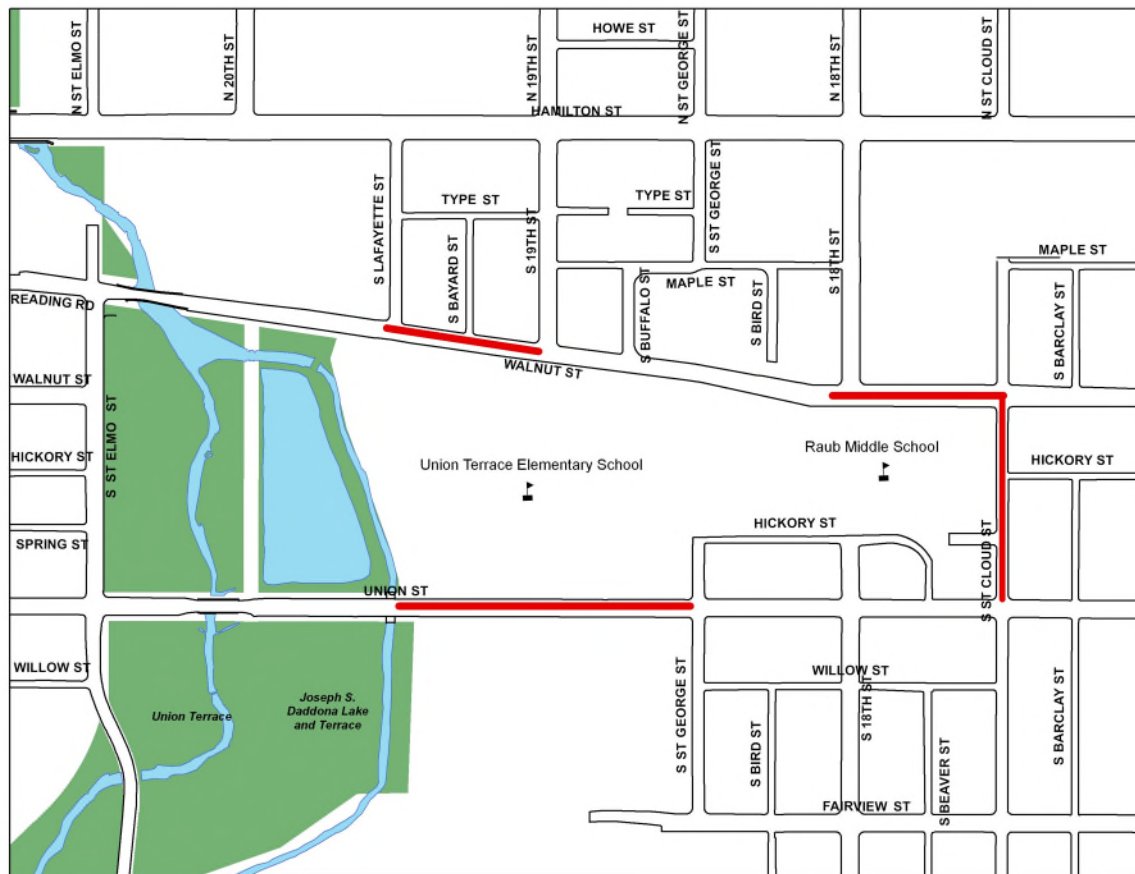 HOWE ST
N ST ELMO ST
N 20TH ST
N 19TH ST
N ST GEORGE ST
N 18TH ST
N ST CLOUD ST
HAMILTON ST
S LAFAYETTE ST
TYPE ST
TYPE ST
S ST GEORGE ST
S BAYARD ST
S 19TH ST
S 18TH ST
MAPLE ST
MAPLE ST
S BUFFALO ST
S BIRD ST
S BARCLAY ST
READING RD
WALNUT ST
WALNUT ST
S ST ELMO ST
HICKORY ST
Union Terrace Elementary School
Raub Middle School
HICKORY ST
HICKORY ST
SPRING ST
S ST CLOUD ST
UNION ST
WILLOW ST
WILLOW ST
Union Terrace
Joseph S.
Daddona Lake
and Terrace
S ST GEORGE ST
S BIRD ST
S 18TH ST
S BEAVER ST
S BARCLAY ST
FAIRVIEW ST